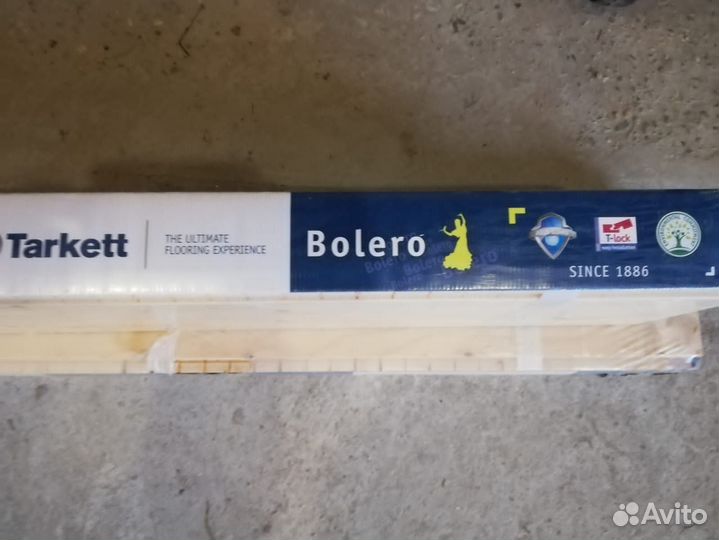 Tarkett
THE ULTIMATE
FLOORING EXPERIENCE
Bolero
T-lock
SINCE 1886
Avito